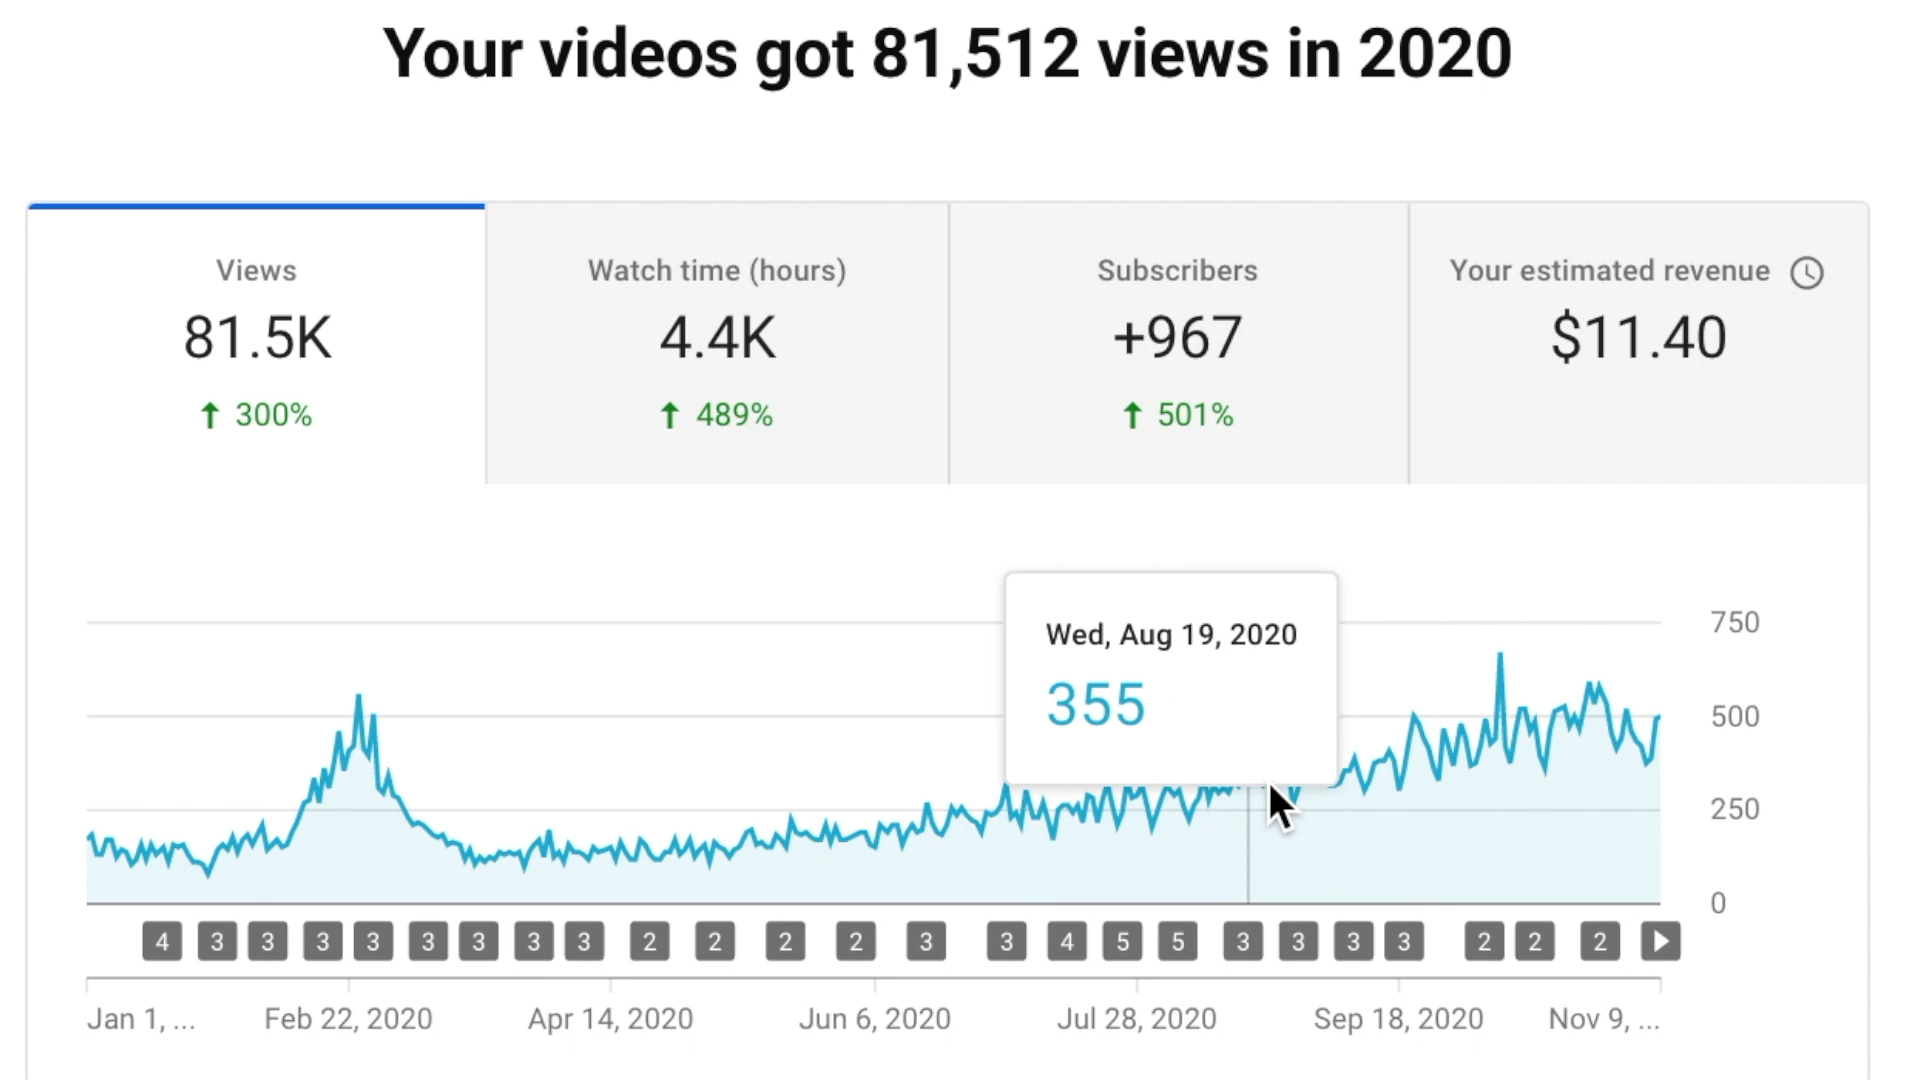 Your videos got 81,512 views in 2020
Views
81.5K
300%
Watch time (hours)
4.4K
489%
Subscribers
+967
501%
Your estimated revenue
$11.40
Wed, Aug 19, 2020
355
750
500
250
0
4 3 3 3 3 3 3 3 3 2 2 2 2 3 3 4 5 5 3 3 3 3 2 2 2
Jan 1, ... Feb 22, 2020 Apr 14, 2020 Jun 6, 2020 Jul 28, 2020 Sep 18, 2020 Nov 9, ...